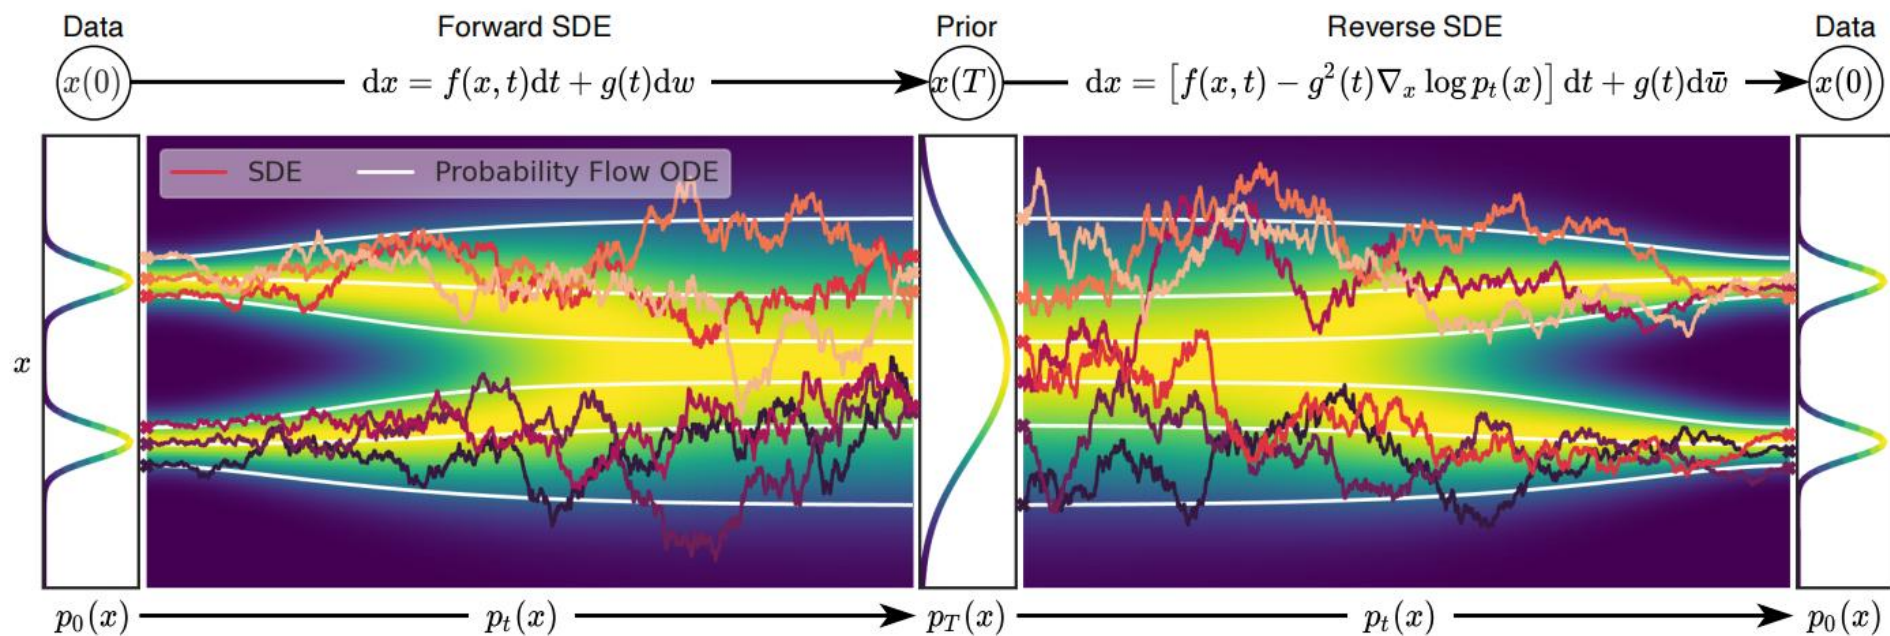 Data Forward SDE Prior Reverse SDE Data
x(0) dx = f(x, t)dt + g(t)dw x(T) dx = [f(x, t) − g²(t)∇ₓ log pₜ(x)] dt + g(t)dw̄ x(0)
SDE Probability Flow ODE
x
p₀(x) pₜ(x) p_T(x) pₜ(x) p₀(x)